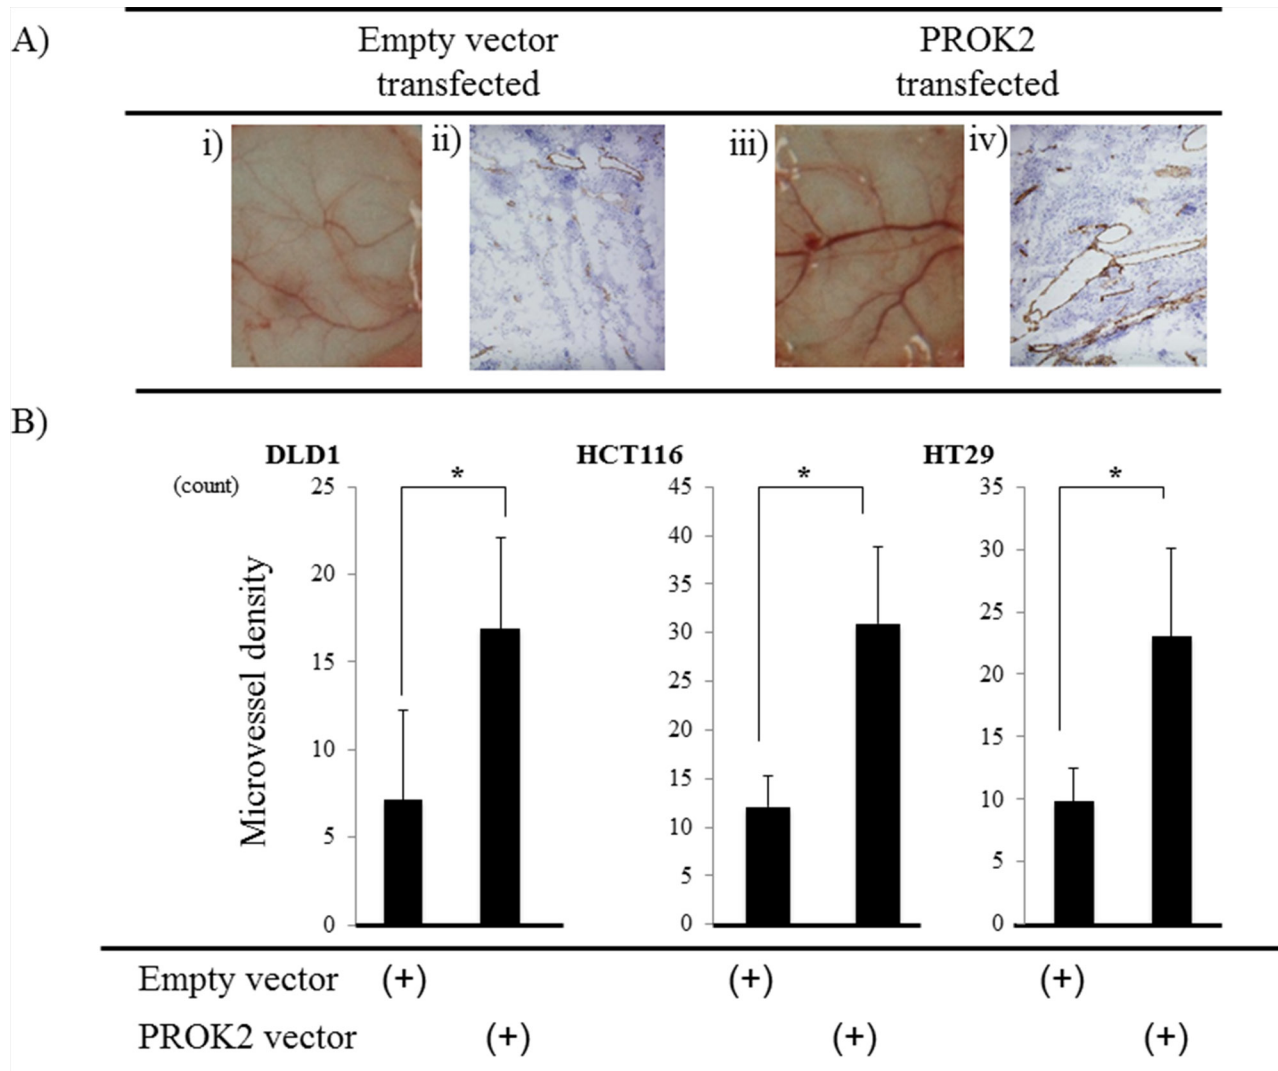 A)
Empty vector
transfected
PROK2
transfected
i)
ii)
iii)
iv)
B)
DLD1
HCT116
HT29
(count)
Microvessel density
25
20
15
10
5
0
*
45
40
35
30
25
20
15
10
5
0
*
35
30
25
20
15
10
5
0
*
Empty vector (+) (+) (+)
PROK2 vector (+) (+) (+)